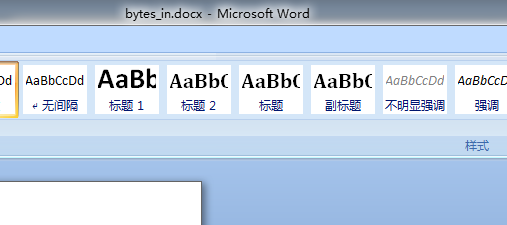 bytes_in.docx - Microsoft Word
Dd AaBbCcDd AaBb AaBbC AaBbC AaBbC AaBbCcDd AaBbCcD
↲ 无间隔 标题 1 标题 2 标题 副标题 不明显强调 强调
样式